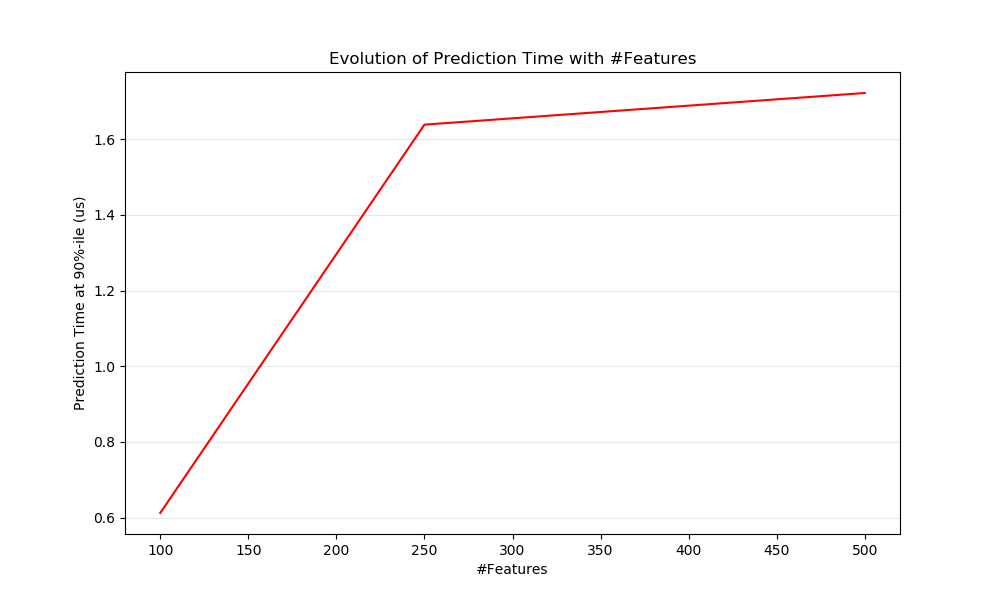 Evolution of Prediction Time with #Features
Prediction Time at 90%-ile (us)
1.6
1.4
1.2
1.0
0.8
0.6
100 150 200 250 300 350 400 450 500
#Features